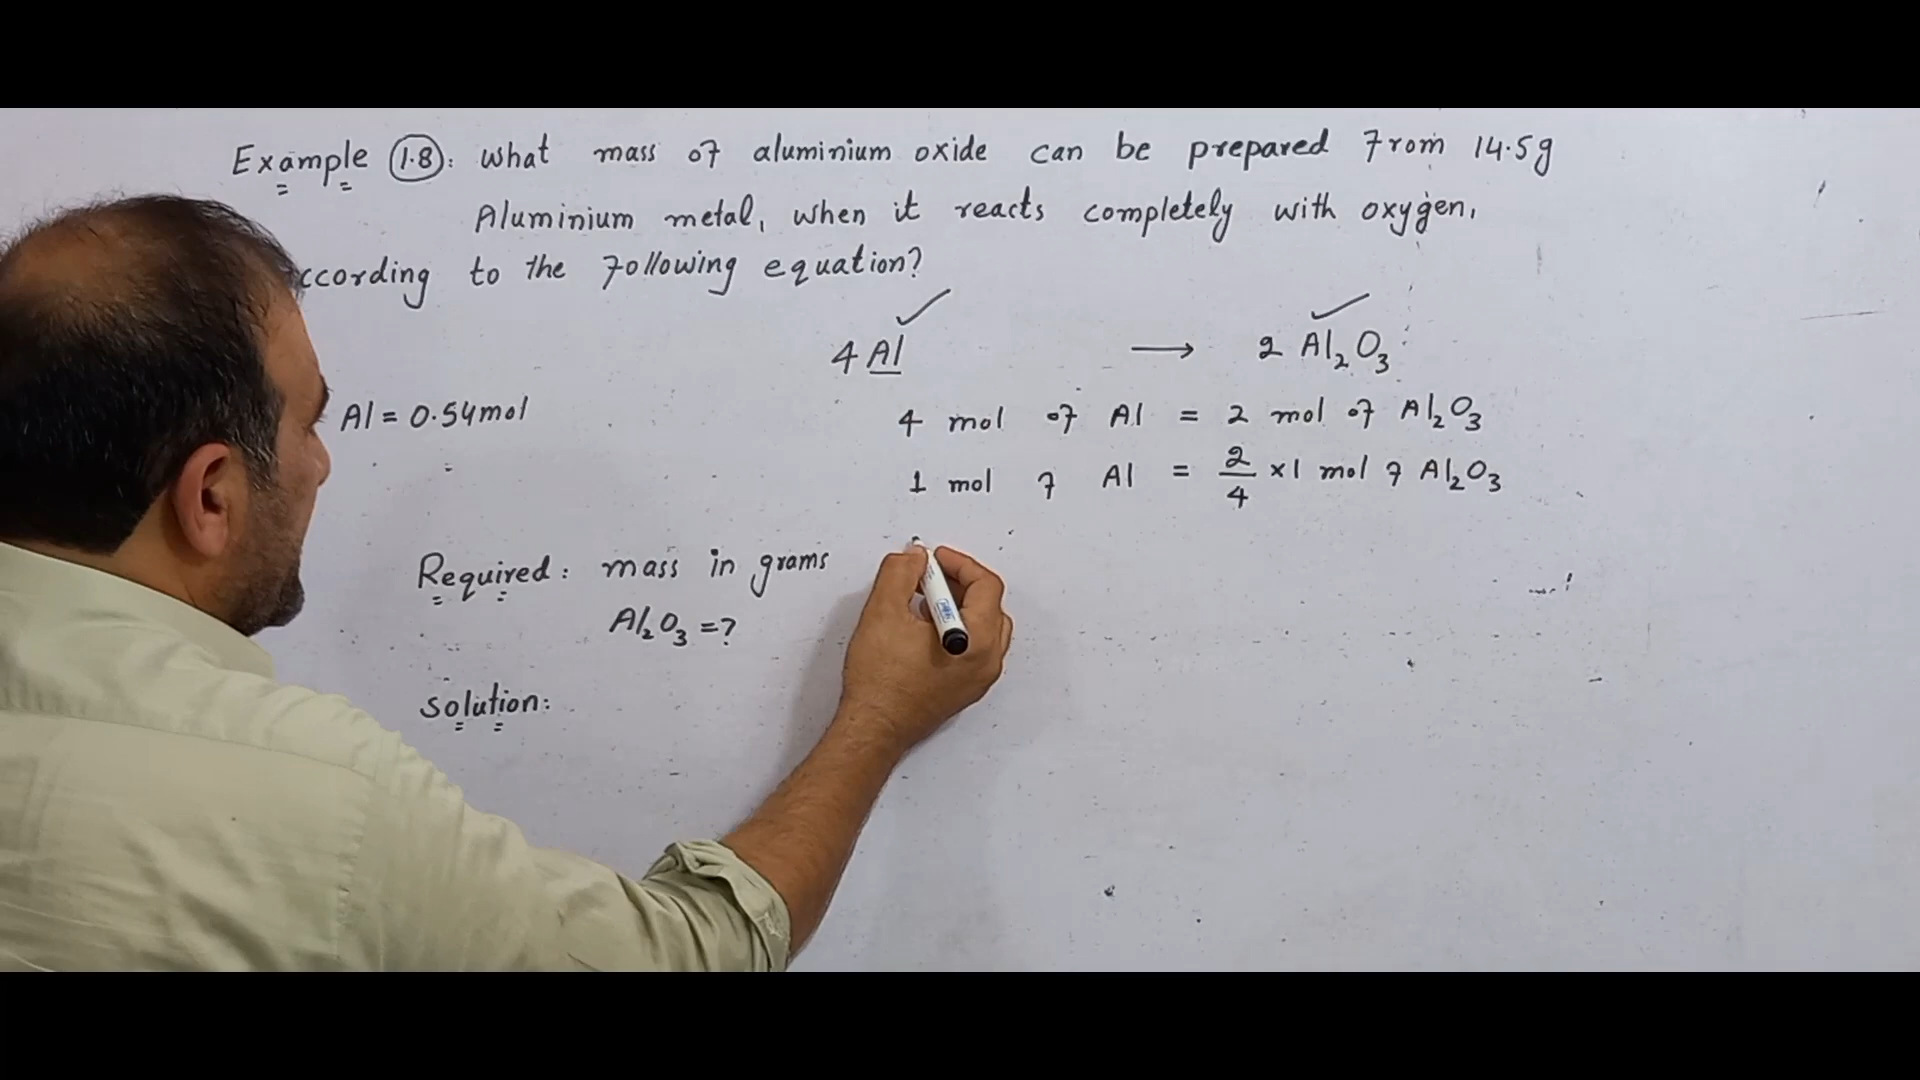 Example 1.8: What mass of aluminium oxide can be prepared from 14.5g
Aluminium metal, when it reacts completely with oxygen,
ccording to the following equation?
4 Al → 2 Al₂O₃
Al = 0.54 mol
4 mol of Al = 2 mol of Al₂O₃
1 mol of Al = 2/4 ×1 mol of Al₂O₃
Required: mass in grams
Al₂O₃ = ?
Solution: